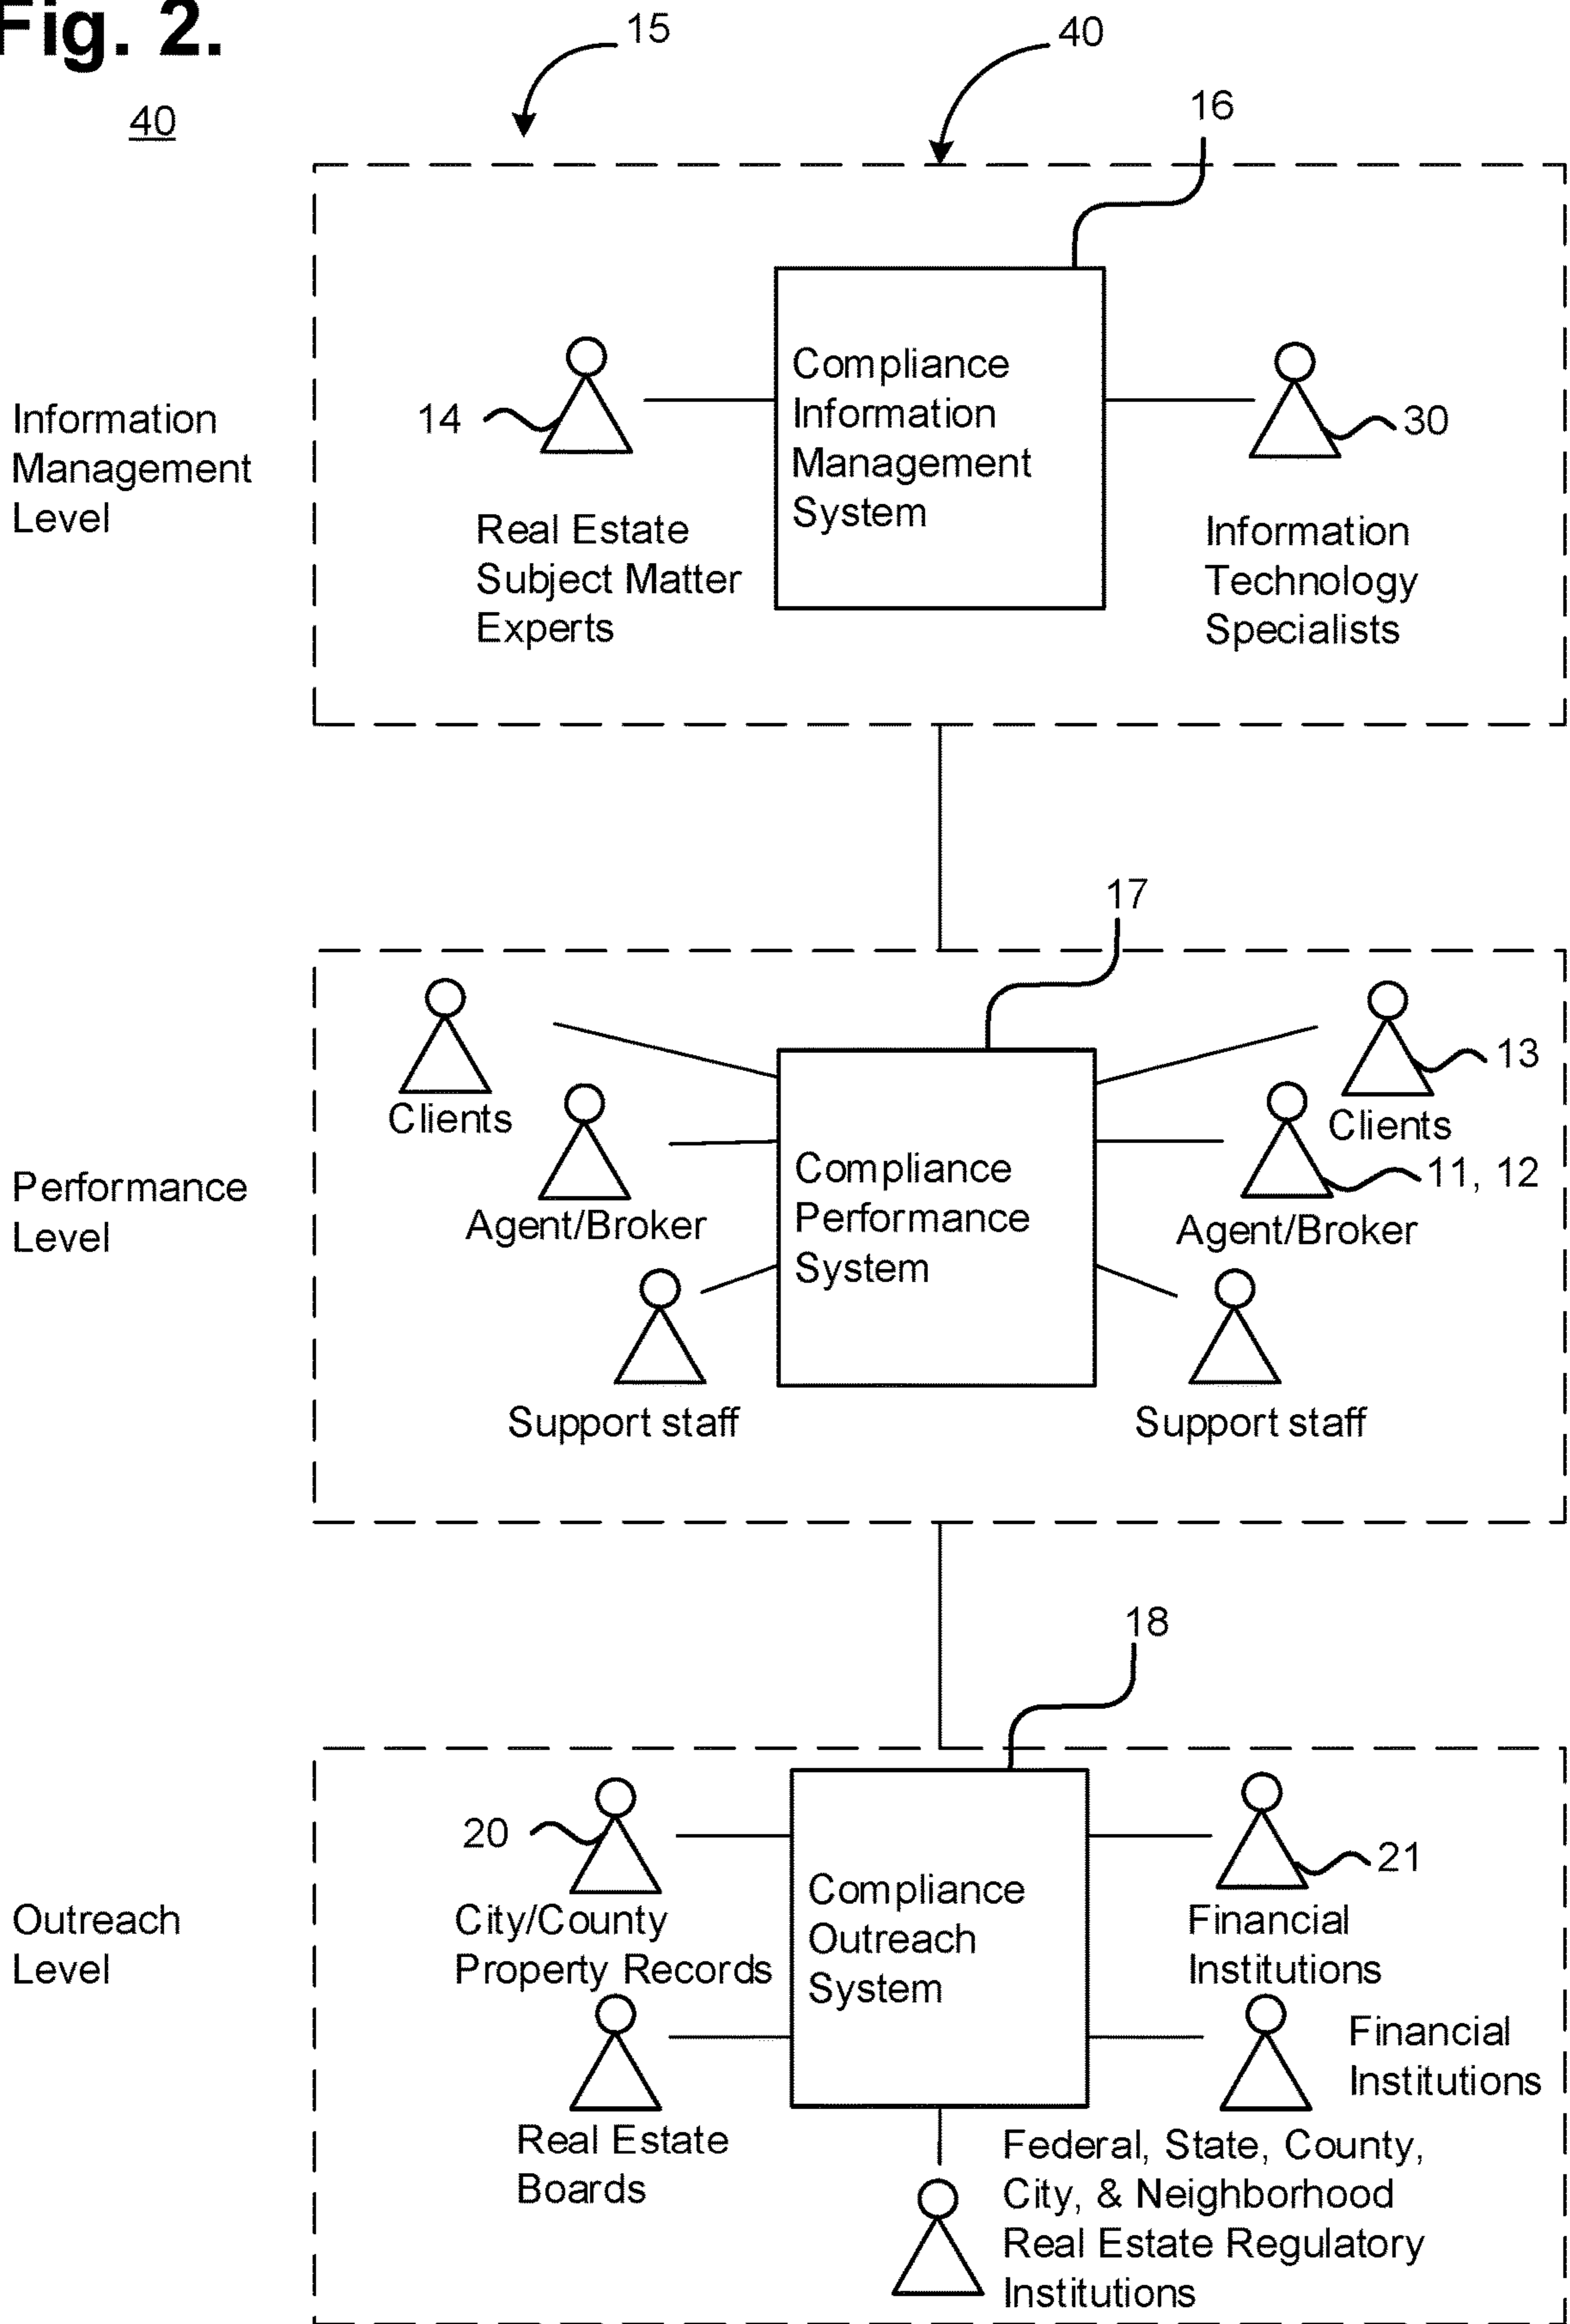 Fig. 2.
15
40
40
16
Information
Management
Level
14
Real Estate
Subject Matter
Experts
Compliance
Information
Management
System
30
Information
Technology
Specialists
17
Performance
Level
Clients
Agent/Broker
Support staff
Compliance
Performance
System
13
Clients
11, 12
Agent/Broker
Support staff
18
Outreach
Level
20
City/County
Property Records
Real Estate
Boards
Compliance
Outreach
System
21
Financial
Institutions
Financial
Institutions
Federal, State, County,
City, & Neighborhood
Real Estate Regulatory
Institutions